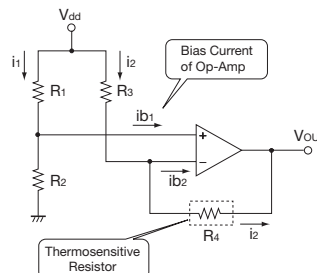 Vdd
i1
i2
Bias Current
of Op-Amp
R1
R3
ib1
+
VOU
−
R2
ib2
R4
i2
Thermosensitive
Resistor